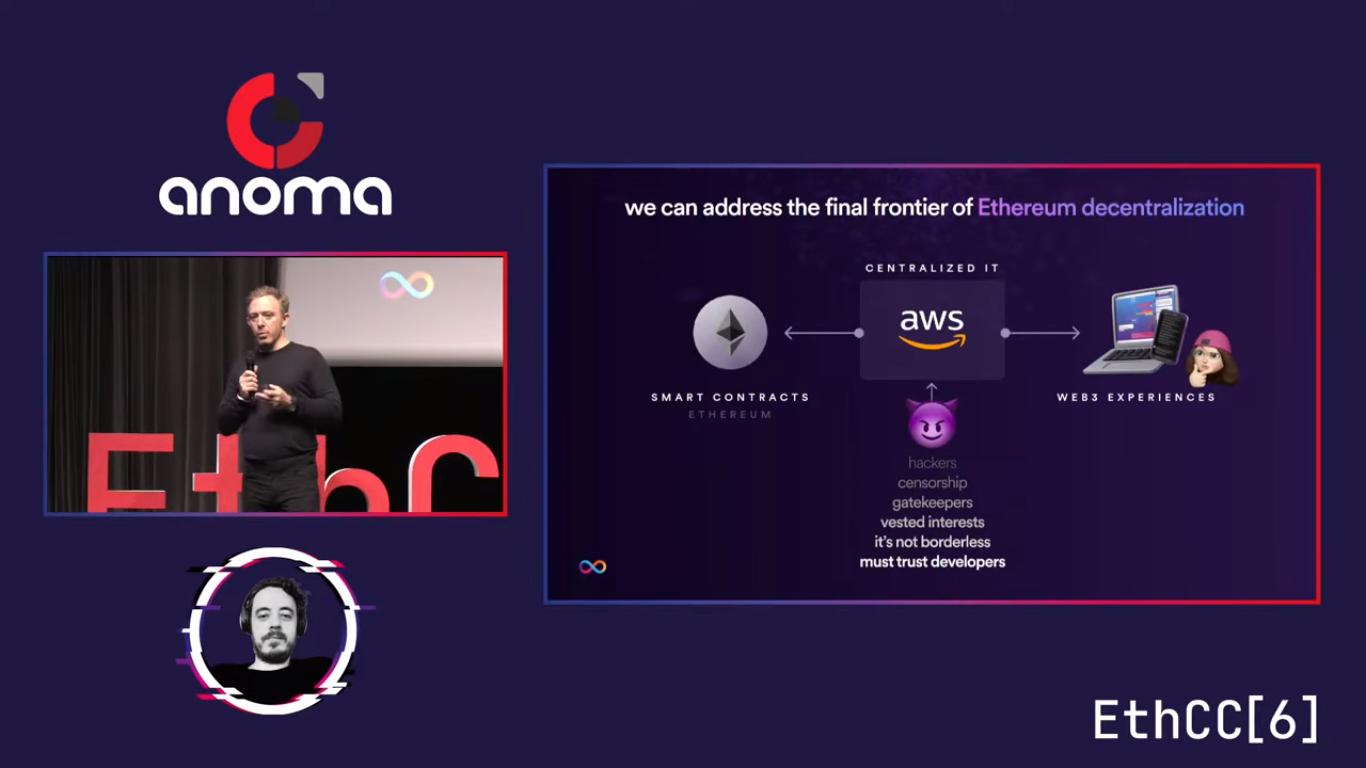 anoma
EthC
we can address the final frontier of Ethereum decentralization
CENTRALIZED IT
aws
SMART CONTRACTS
ETHEREUM
WEB3 EXPERIENCES
hackers
censorship
gatekeepers
vested interests
it's not borderless
must trust developers
EthCC[6]